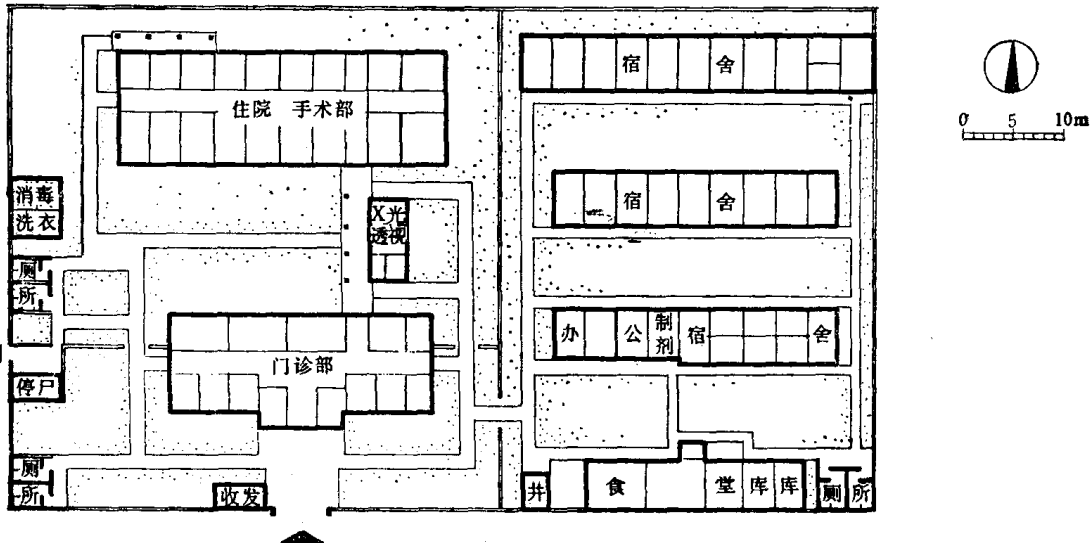 宿 舍
0 5 10m
住院 手术部
消毒
洗衣
X光
透视
宿 舍
厕
所
办 公 制剂 宿 舍
门诊部
停尸
厕
所
收发
井 食 堂 库 库 厕 所